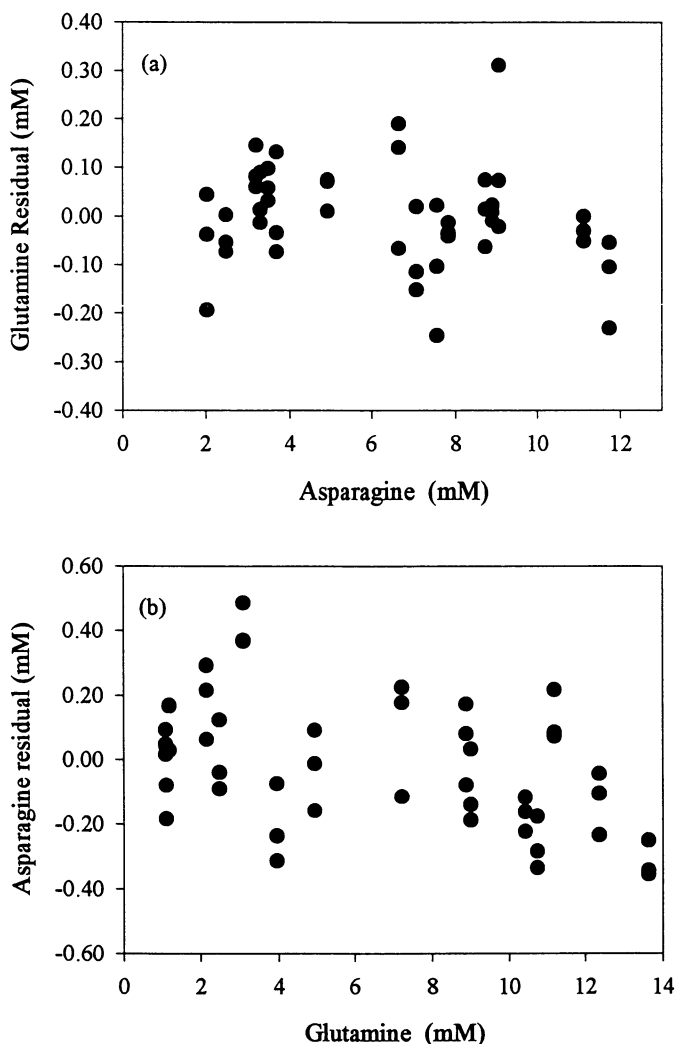 0.40
(a)
0.30
0.20
0.10
0.00
-0.10
-0.20
-0.30
-0.40
Glutamine Residual (mM)
0 2 4 6 8 10 12
Asparagine (mM)
0.60
(b)
0.40
0.20
0.00
-0.20
-0.40
-0.60
Asparagine residual (mM)
0 2 4 6 8 10 12 14
Glutamine (mM)